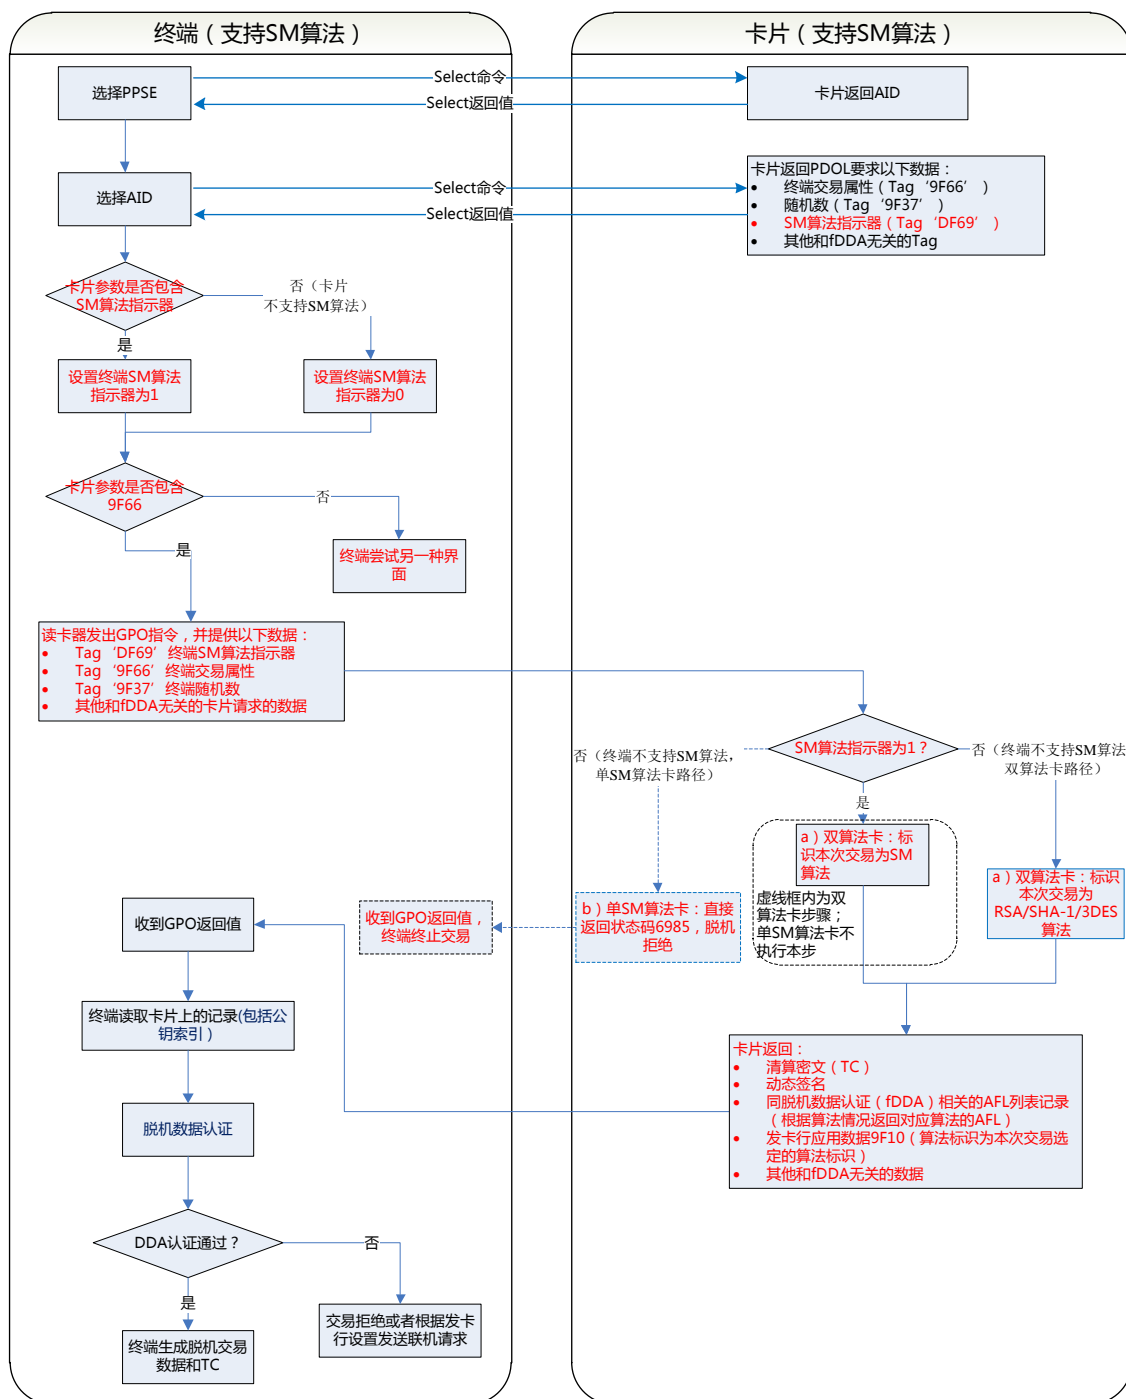 终端（支持SM算法）
卡片（支持SM算法）
选择PPSE
Select命令
Select返回值
卡片返回AID
选择AID
Select命令
Select返回值
卡片返回PDOL要求以下数据：
● 终端交易属性（Tag‘9F66’）
● 随机数（Tag‘9F37’）
● SM算法指示器（Tag‘DF69’）
● 其他和fDDA无关的Tag
卡片参数是否包含
SM算法指示器
否（卡片
不支持SM算法）
是
设置终端SM算法
指示器为1
设置终端SM算法
指示器为0
卡片参数是否包含
9F66
否
终端尝试另一种界
面
是
读卡器发出GPO指令，并提供以下数据：
● Tag‘DF69’终端SM算法指示器
● Tag‘9F66’终端交易属性
● Tag‘9F37’终端随机数
● 其他和fDDA无关的卡片请求的数据
SM算法指示器为1？
否（终端不支持SM算法，
单SM算法卡路径）
否（终端不支持SM算法
双算法卡路径）
是
a）双算法卡：标
识本次交易为SM
算法
虚线框内为双
算法卡步骤；
单SM算法卡不
执行本步
a）双算法卡：标识
本次交易为
RSA/SHA-1/3DES
算法
b）单SM算法卡：直接
返回状态码6985，脱机
拒绝
收到GPO返回值，
终端终止交易
收到GPO返回值
终端读取卡片上的记录(包括公
钥索引）
卡片返回：
● 清算密文（TC）
● 动态签名
● 同脱机数据认证（fDDA）相关的AFL列表记录
（根据算法情况返回对应算法的AFL）
● 发卡行应用数据9F10（算法标识为本次交易选
定的算法标识）
● 其他和fDDA无关的数据
脱机数据认证
DDA认证通过？
否
是
交易拒绝或者根据发卡
行设置发送联机请求
终端生成脱机交易
数据和TC